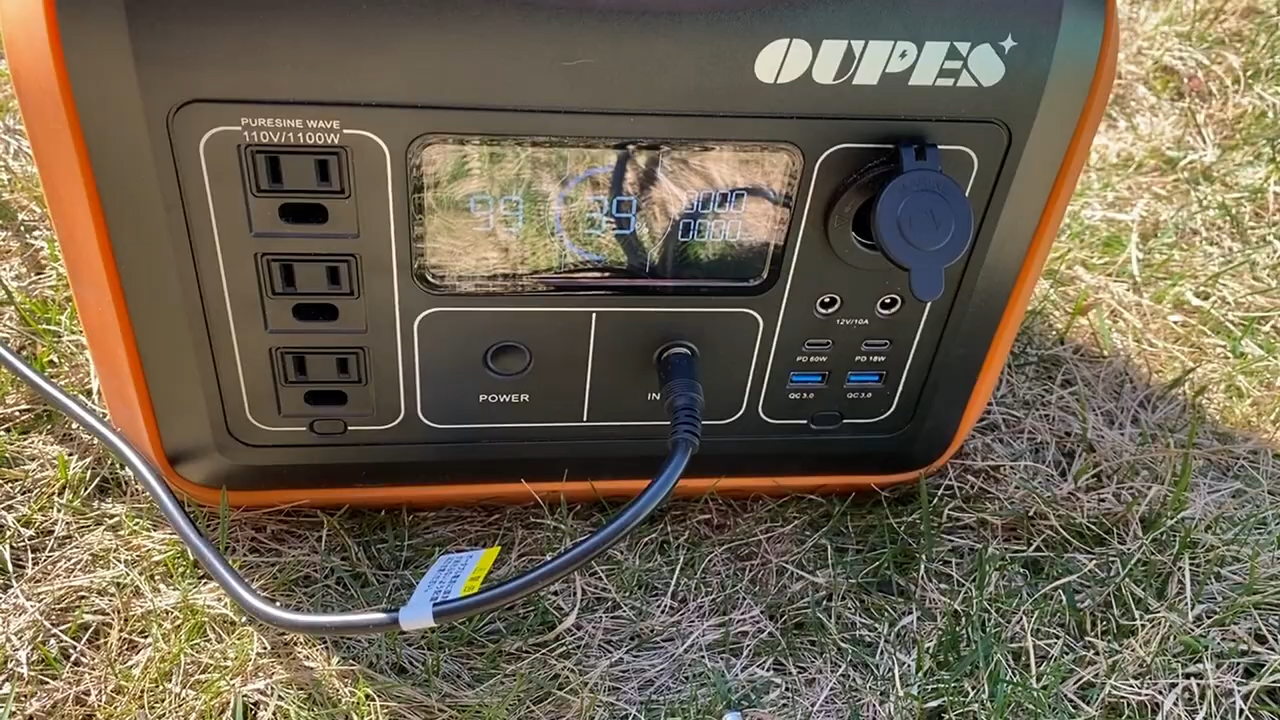 OUPES
PURESINE WAVE
110V/1100W
99
39%
3000
0000
POWER
IN
12V/10A
PD 60W
PD 18W
QC 3.0
QC 3.0